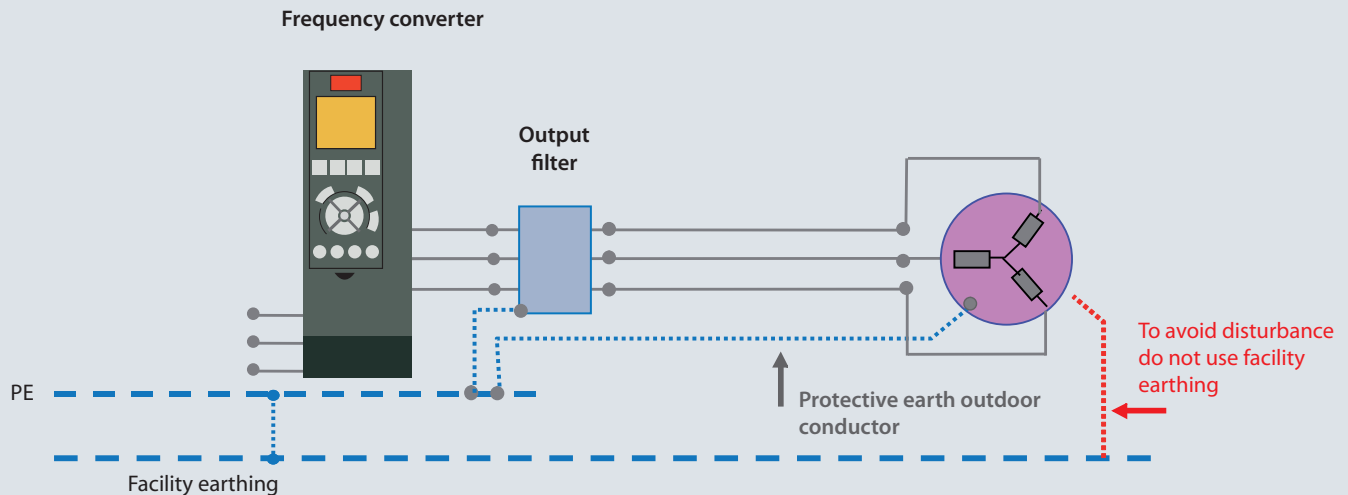 Frequency converter
Output
filter
To avoid disturbance
do not use facility
earthing
PE
Protective earth outdoor
conductor
Facility earthing